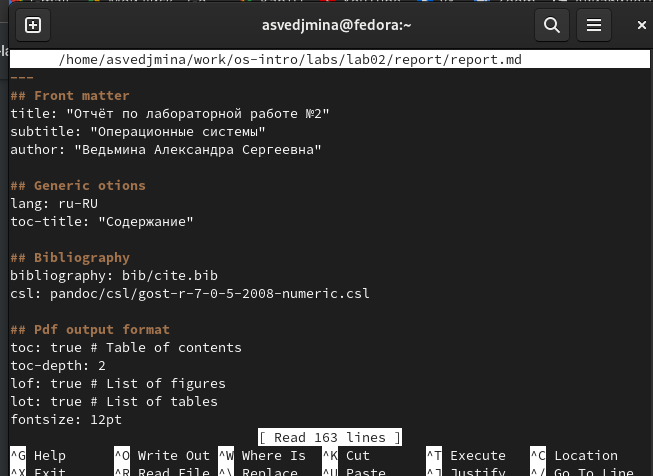 asvedjmina@fedora:~
/home/asvedjmina/work/os-intro/labs/lab02/report/report.md
---
## Front matter
title: "Отчёт по лабораторной работе №2"
subtitle: "Операционные системы"
author: "Ведьмина Александра Сергеевна"
## Generic otions
lang: ru-RU
toc-title: "Содержание"
## Bibliography
bibliography: bib/cite.bib
csl: pandoc/csl/gost-r-7-0-5-2008-numeric.csl
## Pdf output format
toc: true # Table of contents
toc-depth: 2
lof: true # List of figures
lot: true # List of tables
fontsize: 12pt
[ Read 163 lines ]
^G Help ^O Write Out ^W Where Is ^K Cut ^T Execute ^C Location
^X Exit ^R Read File ^\ Replace ^U Paste ^J Justify ^/ Go To Line